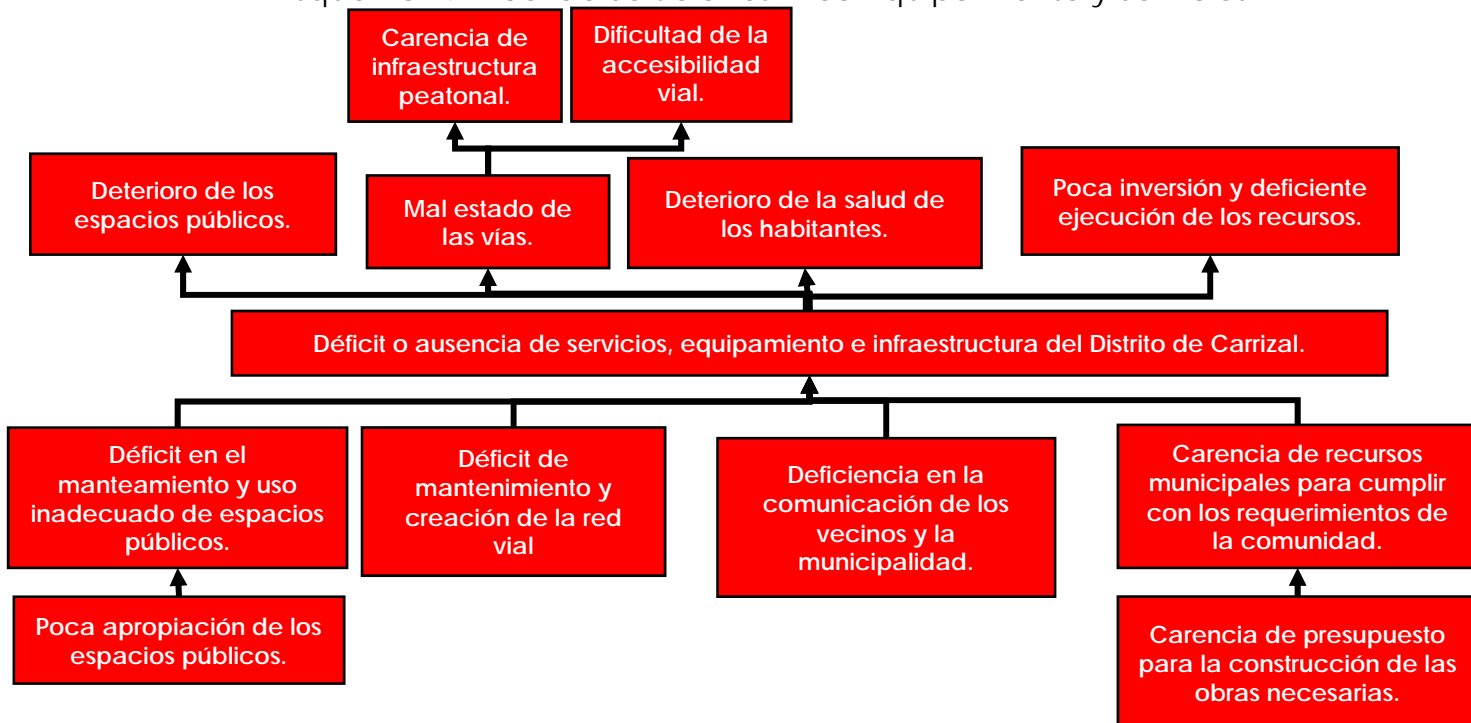 Carencia de
infraestructura
peatonal.
Dificultad de la
accesibilidad
vial.
Deterioro de los
espacios públicos.
Mal estado de
las vías.
Deterioro de la salud de
los habitantes.
Poca inversión y deficiente
ejecución de los recursos.
Déficit o ausencia de servicios, equipamiento e infraestructura del Distrito de Carrizal.
Déficit en el
manteamiento y uso
inadecuado de espacios
públicos.
Déficit de
mantenimiento y
creación de la red
vial
Deficiencia en la
comunicación de los
vecinos y la
municipalidad.
Carencia de recursos
municipales para cumplir
con los requerimientos de
la comunidad.
Poca apropiación de los
espacios públicos.
Carencia de presupuesto
para la construcción de las
obras necesarias.